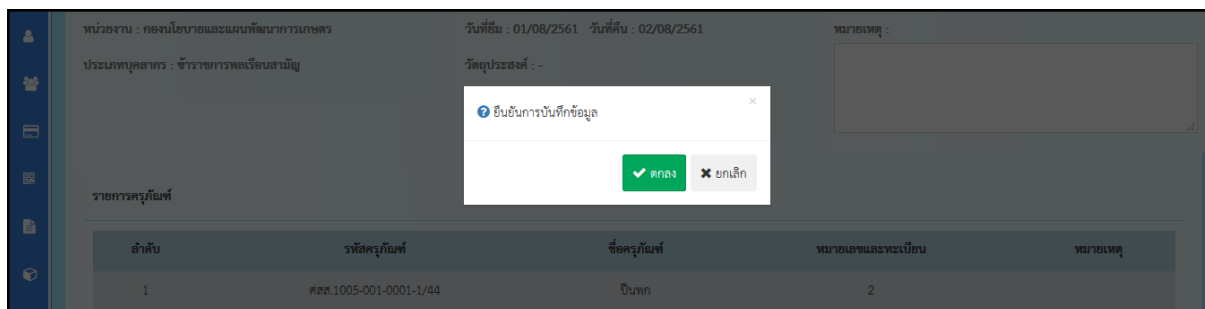 หน่วยงาน : กองนโยบายและแผนพัฒนาการเกษตร วันที่ยืม : 01/08/2561 วันที่คืน : 02/08/2561 หมายเหตุ :
ประเภทบุคลากร : ข้าราชการพลเรือนสามัญ วัตถุประสงค์ : -
ยืนยันการบันทึกข้อมูล ×
ตกลง ยกเลิก
รายการครุภัณฑ์
ลำดับ รหัสครุภัณฑ์ ชื่อครุภัณฑ์ หมายเลขและทะเบียน หมายเหตุ
1 ศสส.1005-001-0001-1/44 ปืนพก 2